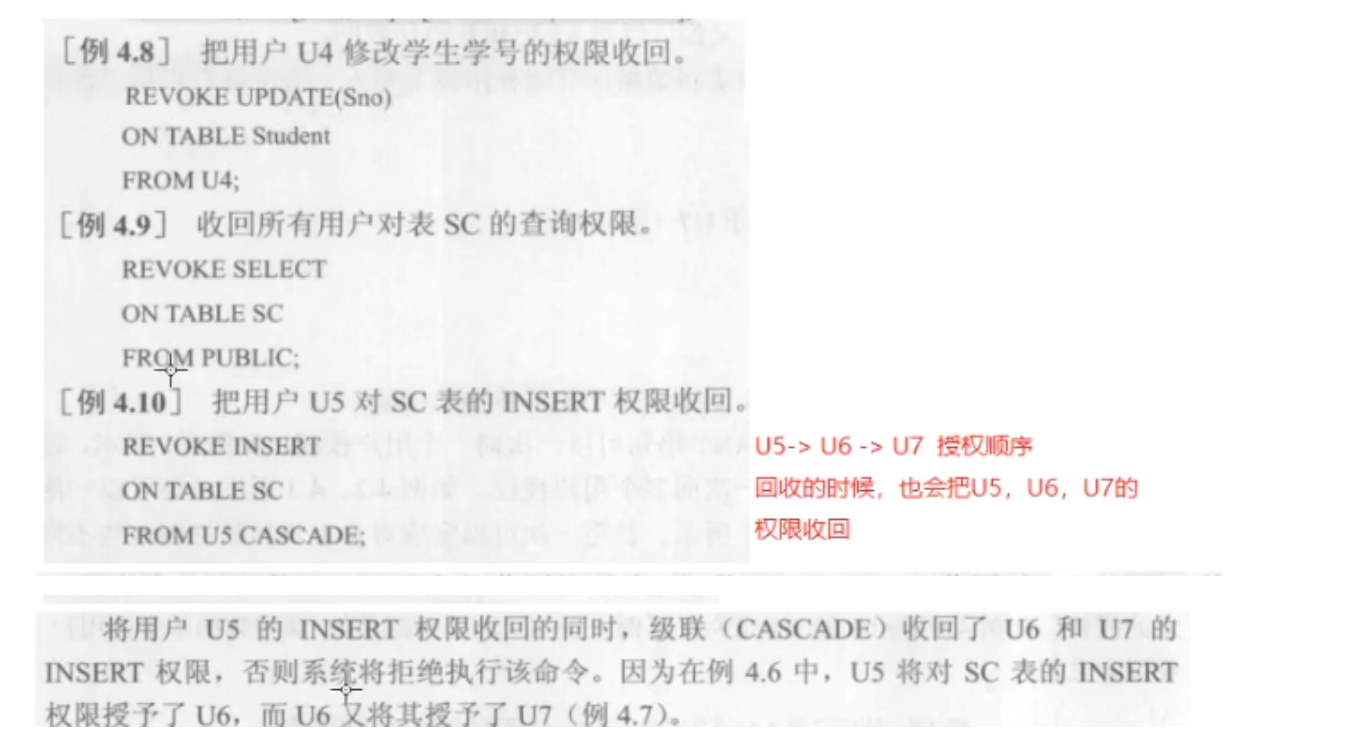 ［例 4.8］ 把用户 U4 修改学生学号的权限收回。
REVOKE UPDATE(Sno)
ON TABLE Student
FROM U4;
［例 4.9］ 收回所有用户对表 SC 的查询权限。
REVOKE SELECT
ON TABLE SC
FROM PUBLIC;
［例 4.10］ 把用户 U5 对 SC 表的 INSERT 权限收回。
REVOKE INSERT
ON TABLE SC
FROM U5 CASCADE;
U5-> U6 -> U7 授权顺序
回收的时候，也会把U5，U6，U7的
权限收回
将用户 U5 的 INSERT 权限收回的同时，级联（CASCADE）收回了 U6 和 U7 的
INSERT 权限，否则系统将拒绝执行该命令。因为在例 4.6 中，U5 将对 SC 表的 INSERT
权限授予了 U6，而 U6 又将其授予了 U7（例 4.7）。